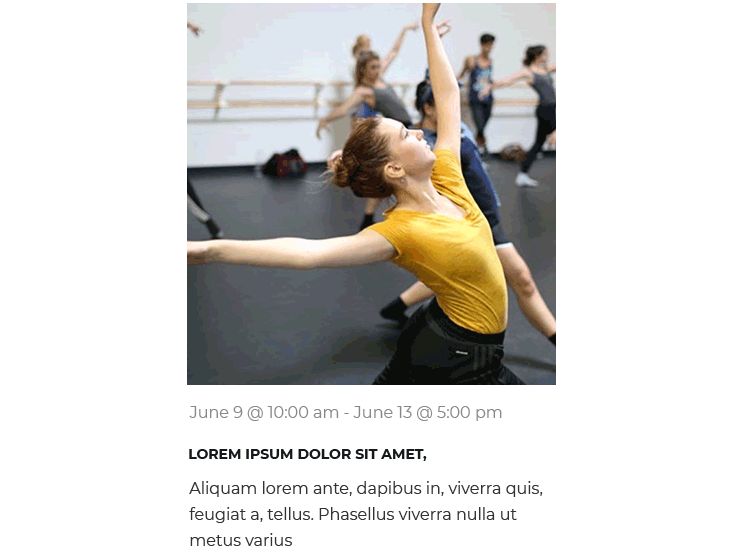 June 9 @ 10:00 am - June 13 @ 5:00 pm
LOREM IPSUM DOLOR SIT AMET,
Aliquam lorem ante, dapibus in, viverra quis,
feugiat a, tellus. Phasellus viverra nulla ut
metus varius